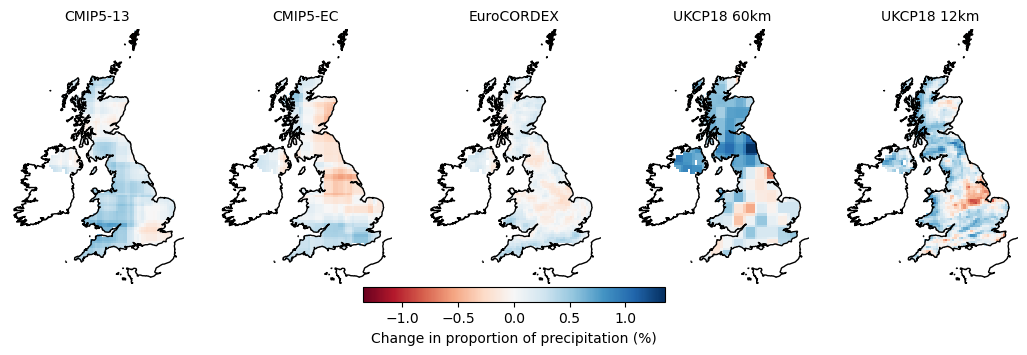 CMIP5-13 CMIP5-EC EuroCORDEX UKCP18 60km UKCP18 12km
−1.0 −0.5 0.0 0.5 1.0
Change in proportion of precipitation (%)